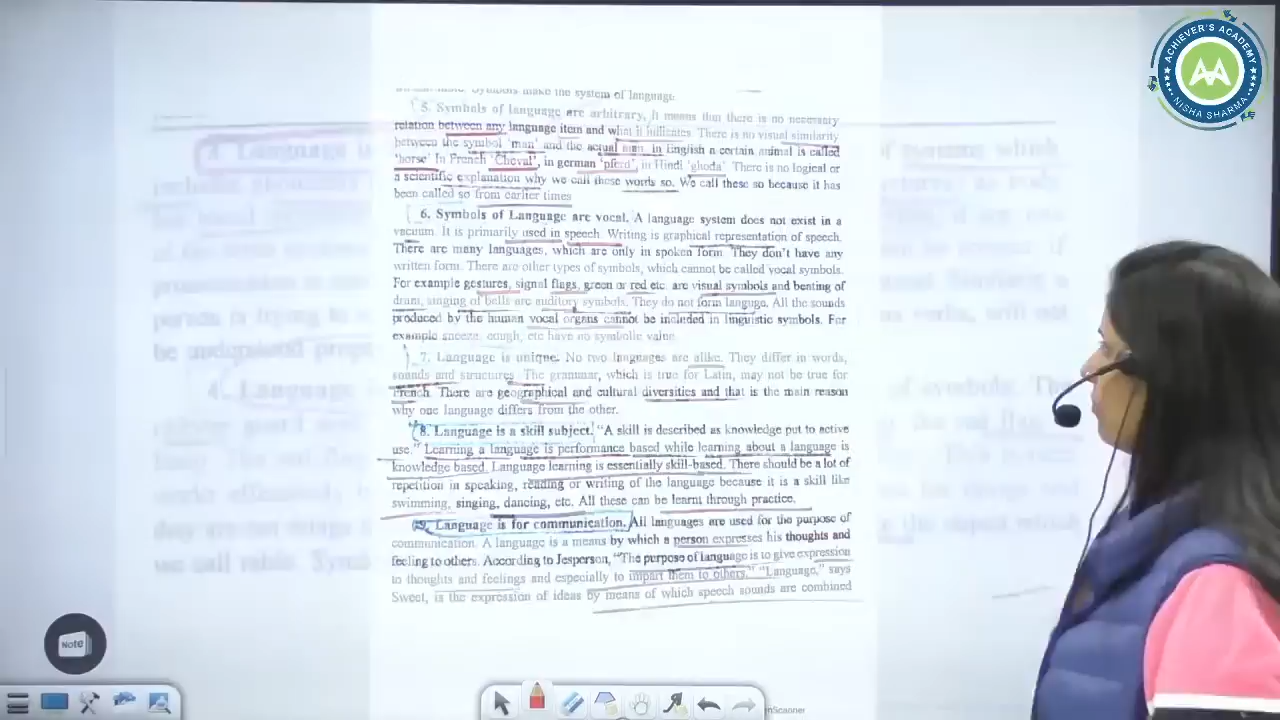 Symbols make the system of language
5. Symbols of language are arbitrary, it means that there is no necessary
relation between any language item and what it indicates There is no visual similarity
between the symbol 'man' and the actual man. in English a certain animal is called
'horse' In French 'Cheval', in german 'pferd', in Hindi 'ghoda' There is no logical or
a scientific explanation why we call these words so. We call these so because it has
been called so from earlier times
6. Symbols of Language are vocal. A language system does not exist in a
vacuum. It is primarily used in speech. Writing is graphical representation of speech.
There are many languages, which are only in spoken form. They don't have any
written form. There are other types of symbols, which cannot be called vocal symbols.
For example gestures, signal flags, green or red etc. are visual symbols and beating of
dram, singing of bells are auditory symbols. They do not form languge. All the sounds
produced by the human vocal organs cannot be included in linguistic symbols. For
example sneeze, cough, etc have no symbolic value
7. Language is unique. No two languages are alike. They differ in words,
sounds and structures. The grammar, which is true for Latin, may not be true for
French. There are geographical and cultural diversities and that is the main reason
why one language differs from the other.
8. Language is a skill subject. "A skill is described as knowledge put to active
use." Learning a language is performance based while learning about a language is
knowledge based. Language learning is essentially skill-based. There should be a lot of
repetition in speaking, reading or writing of the language because it is a skill like
swimming, singing, dancing, etc. All these can be learnt through practice.
9. Language is for communication. All languages are used for the purpose of
communication. A language is a means by which a person expresses his thoughts and
feeling to others. According to Jesperson, "The purpose of language is to give expression
to thoughts and feelings and especially to impart them to others." "Language," says
Sweet, is the expression of ideas by means of which speech sounds are combined
ACHIEVER'S ACADEMY
NISHA SHARMA
Note
nScanner